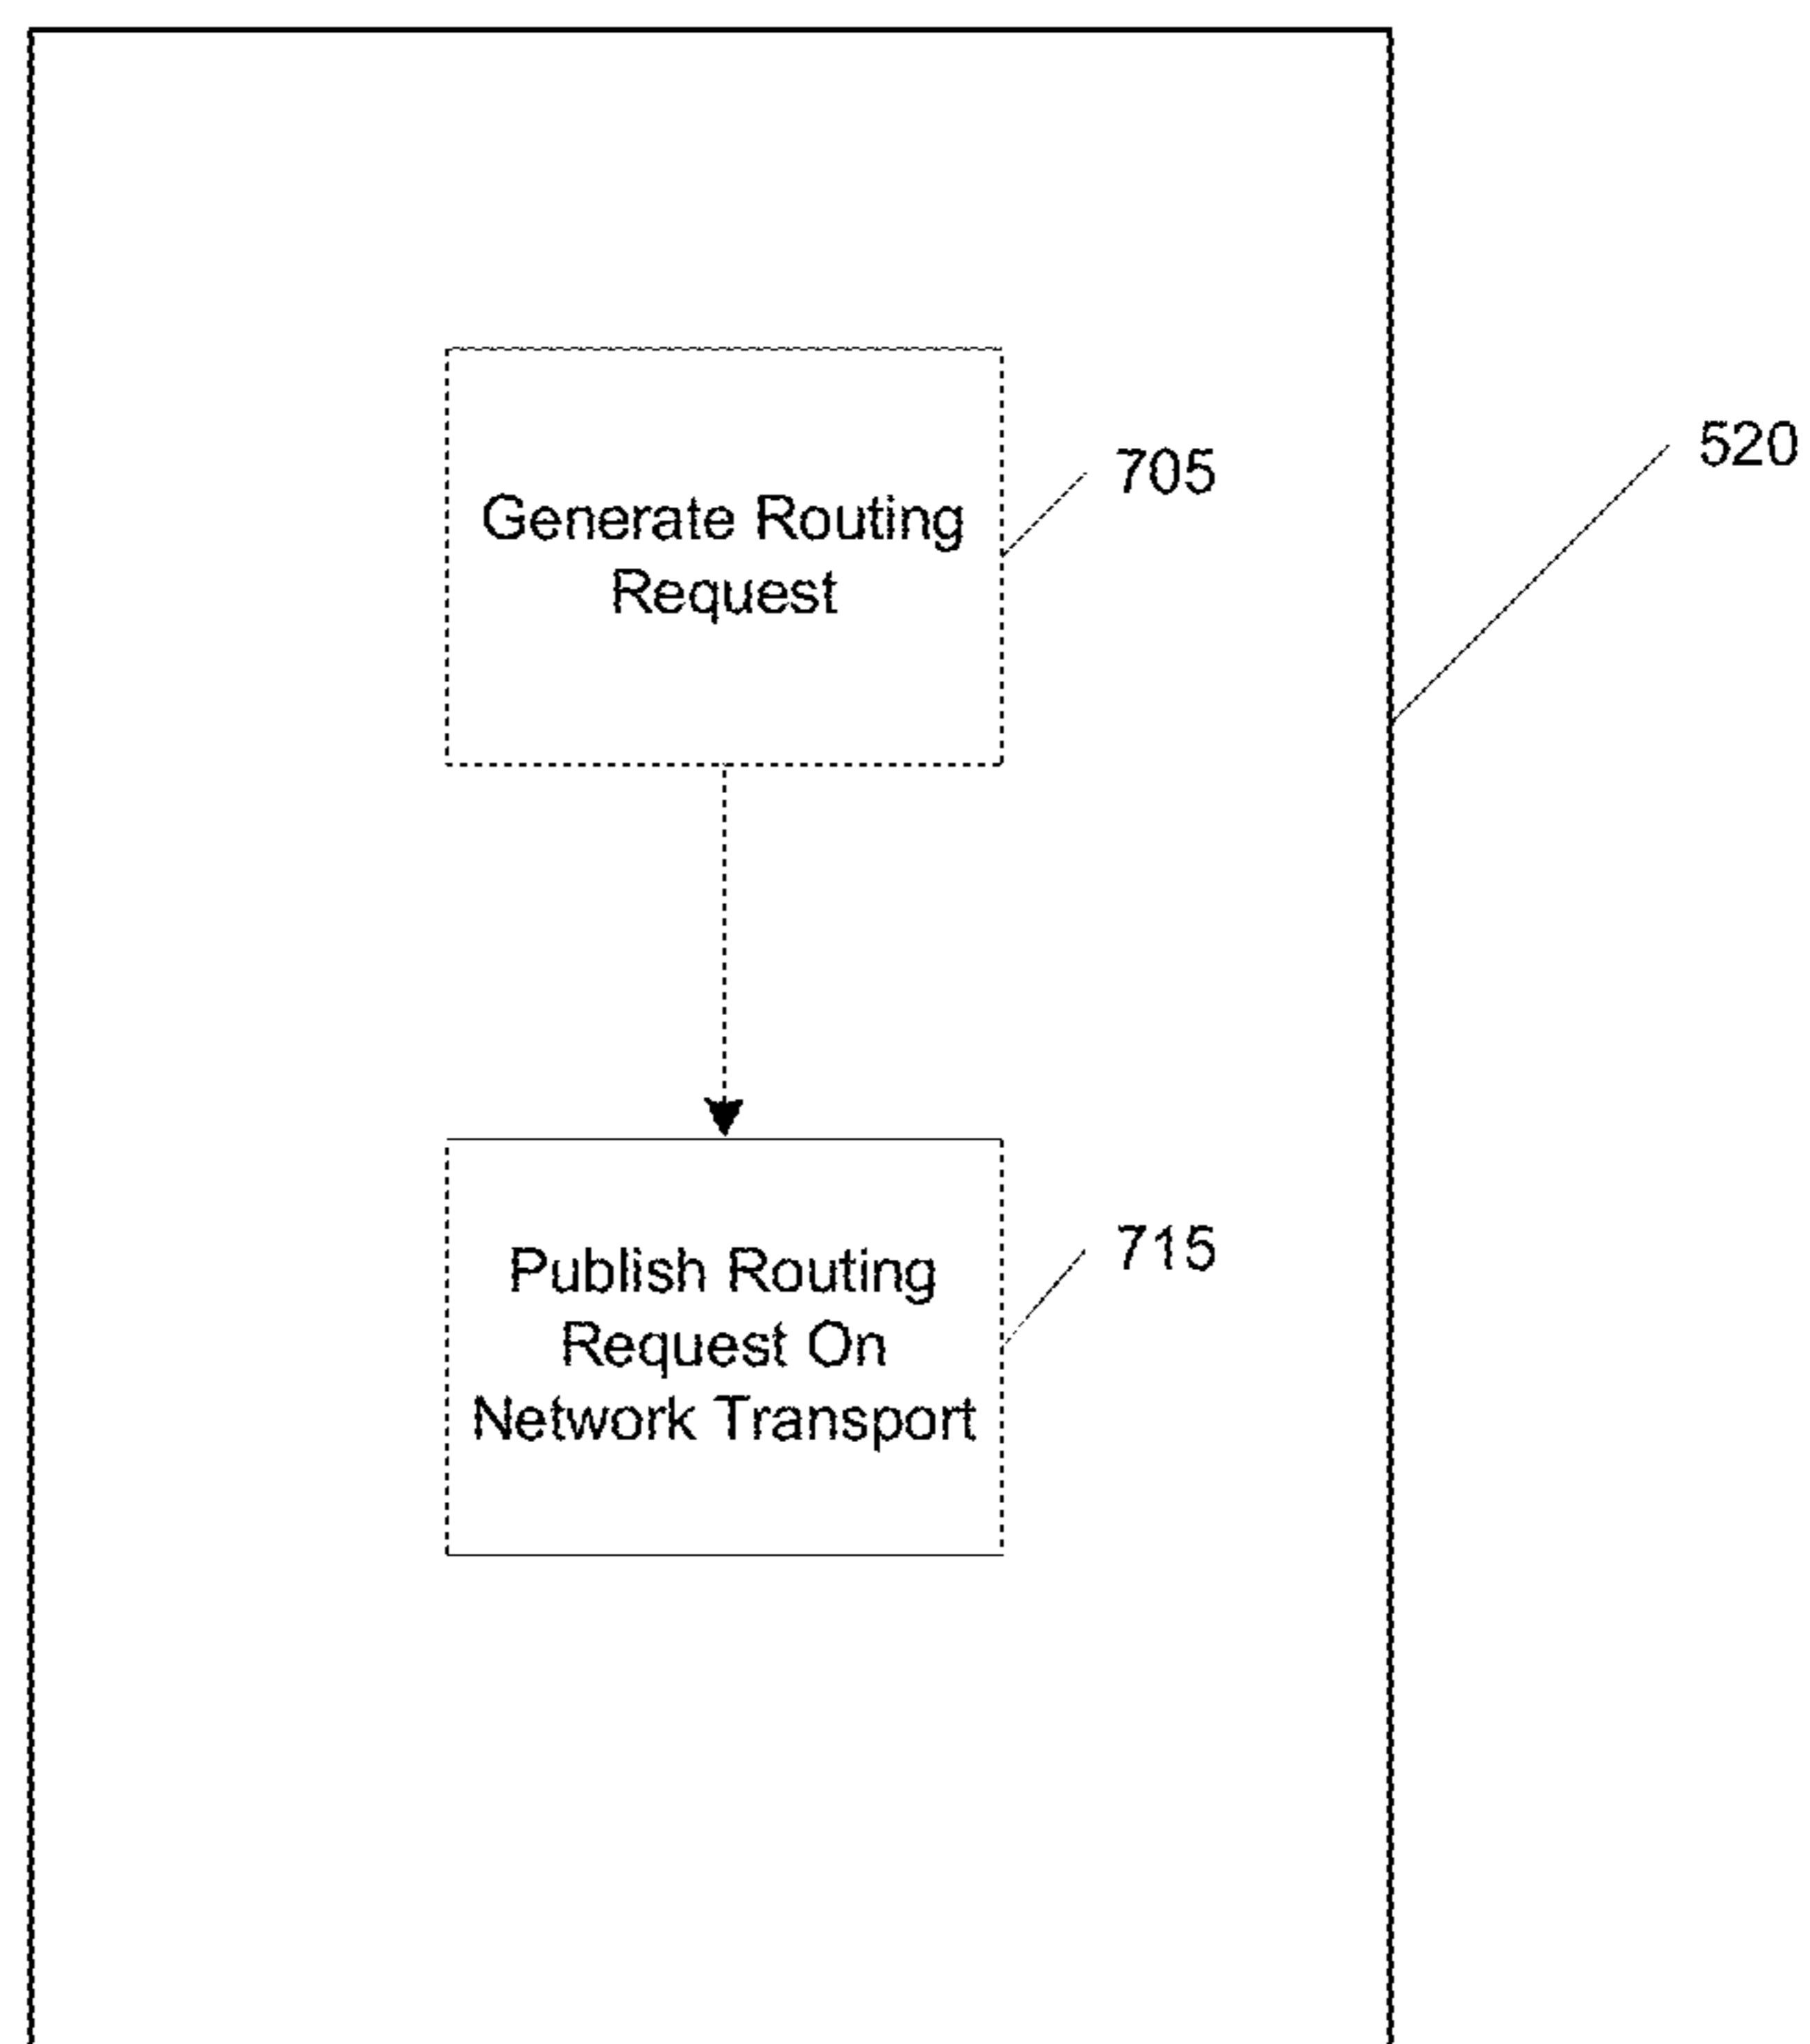 520
705
Generate Routing
Request
715
Publish Routing
Request On
Network Transport